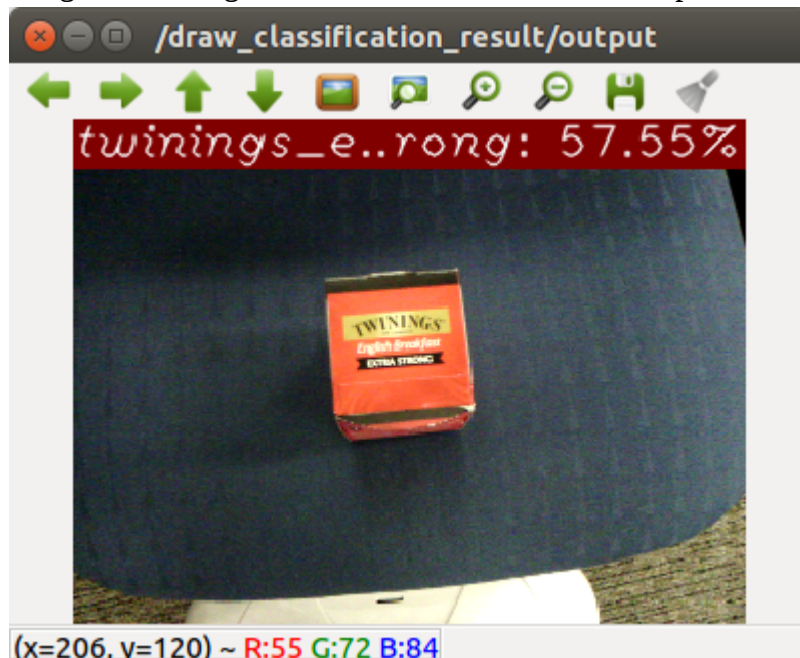 /draw_classification_result/output
twinings_e..rong: 57.55%
TWININGS
English Breakfast
EXTRA STRONG
(x=206, y=120) ~ R:55 G:72 B:84